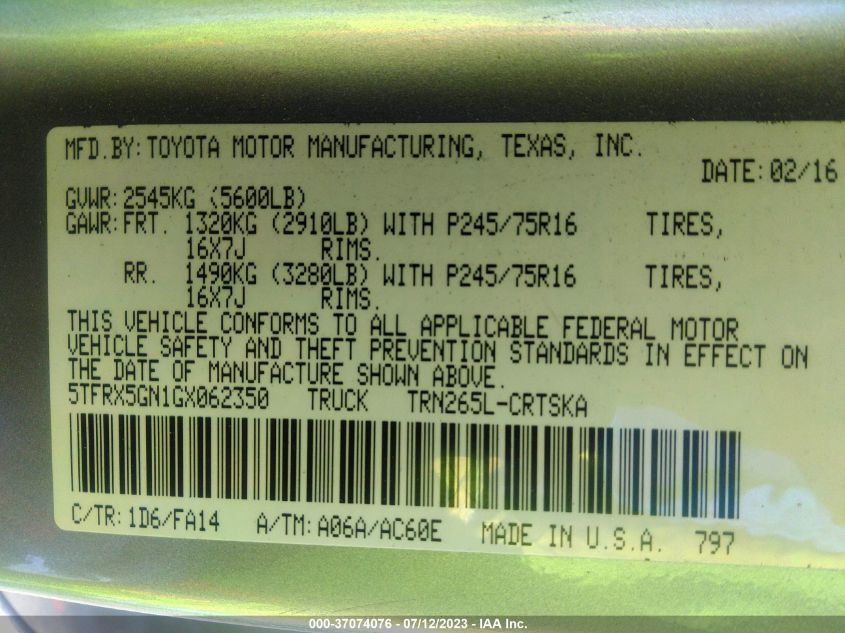 MFD.BY:TOYOTA MOTOR MANUFACTURING, TEXAS, INC.
DATE:02/16
GVWR:2545KG (5600LB)
GAWR:FRT. 1320KG (2910LB) WITH P245/75R16 TIRES,
16X7J RIMS.
RR. 1490KG (3280LB) WITH P245/75R16 TIRES,
16X7J RIMS.
THIS VEHICLE CONFORMS TO ALL APPLICABLE FEDERAL MOTOR
VEHICLE SAFETY AND THEFT PREVENTION STANDARDS IN EFFECT ON
THE DATE OF MANUFACTURE SHOWN ABOVE.
5TFRX5GN1GX062350 TRUCK TRN265L-CRTSKA
C/TR:1D6/FA14 A/TM:A06A/AC60E MADE IN U.S.A. 797
000-37074076 - 07/12/2023 - IAA Inc.